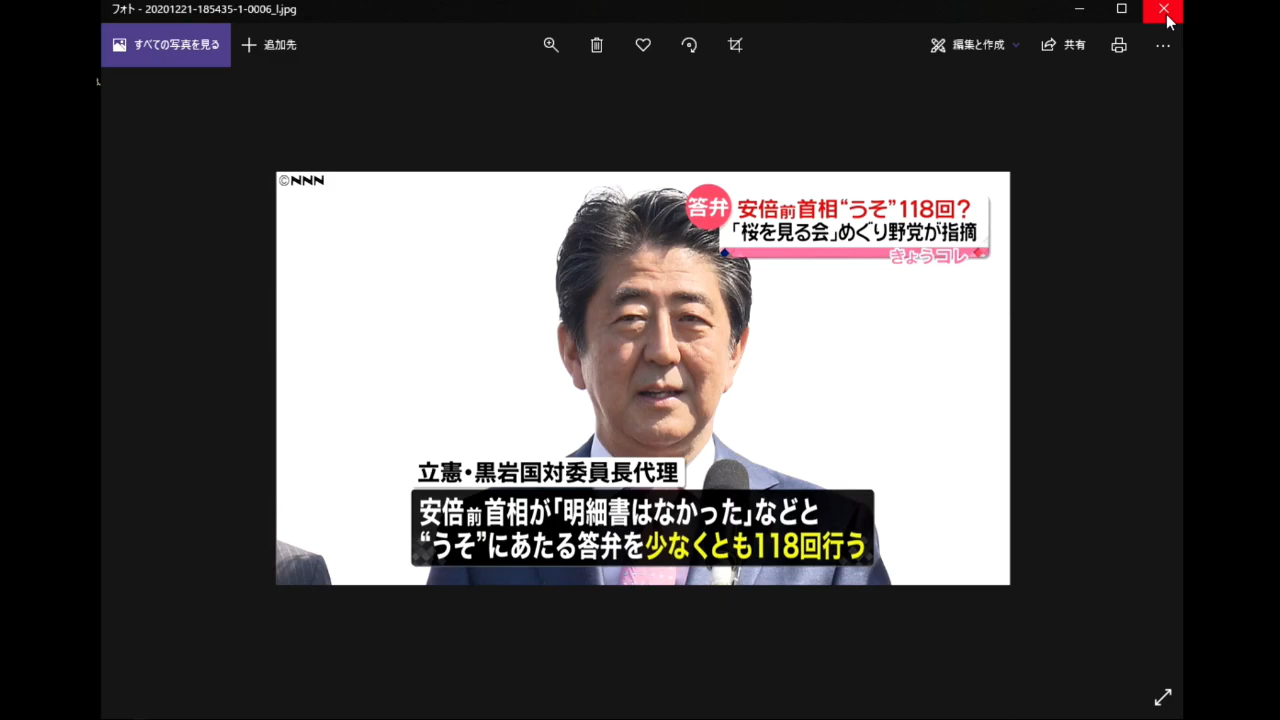 フォト - 20201221-185435-1-0006_l.jpg
すべての写真を見る
追加先
編集と作成
共有
©NNN
答弁
安倍前首相“うそ”118回?
「桜を見る会」めぐり野党が指摘
きょうコレ
立憲・黒岩国対委員長代理
安倍前首相が「明細書はなかった」などと
“うそ”にあたる答弁を少なくとも118回行う